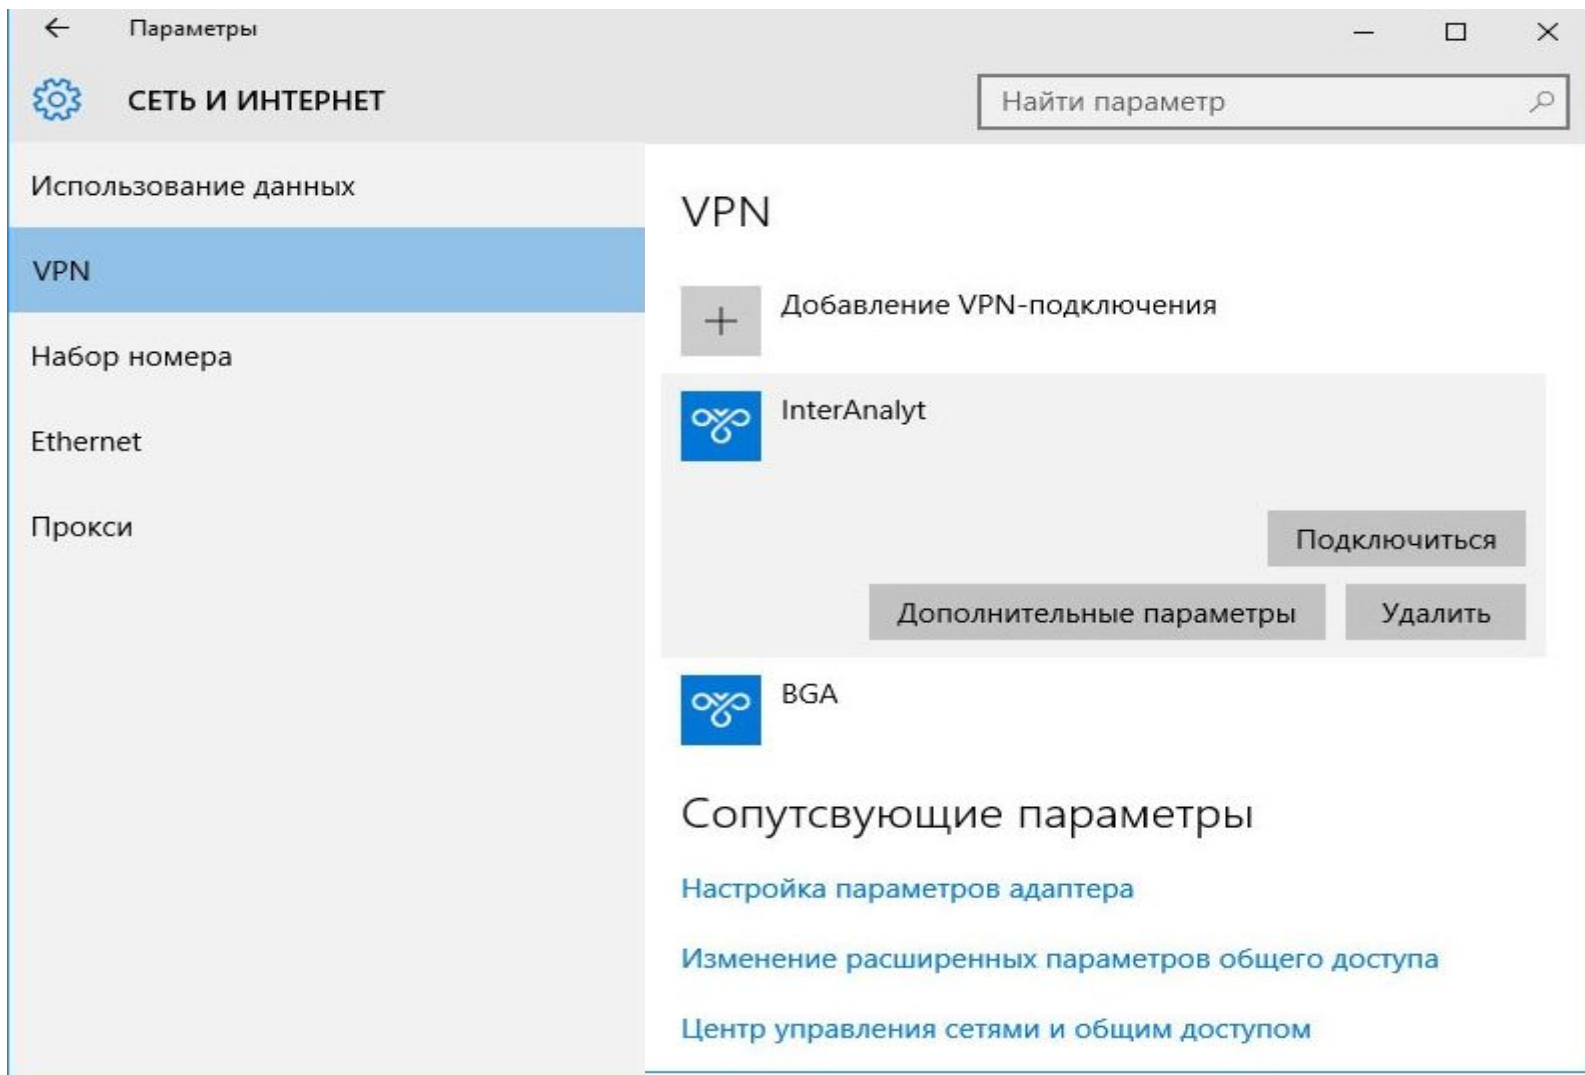 Параметры
СЕТЬ И ИНТЕРНЕТ
Найти параметр
Использование данных
VPN
Набор номера
Ethernet
Прокси
VPN
Добавление VPN-подключения
InterAnalyt
Подключиться
Дополнительные параметры
Удалить
BGA
Сопутсвующие параметры
Настройка параметров адаптера
Изменение расширенных параметров общего доступа
Центр управления сетями и общим доступом